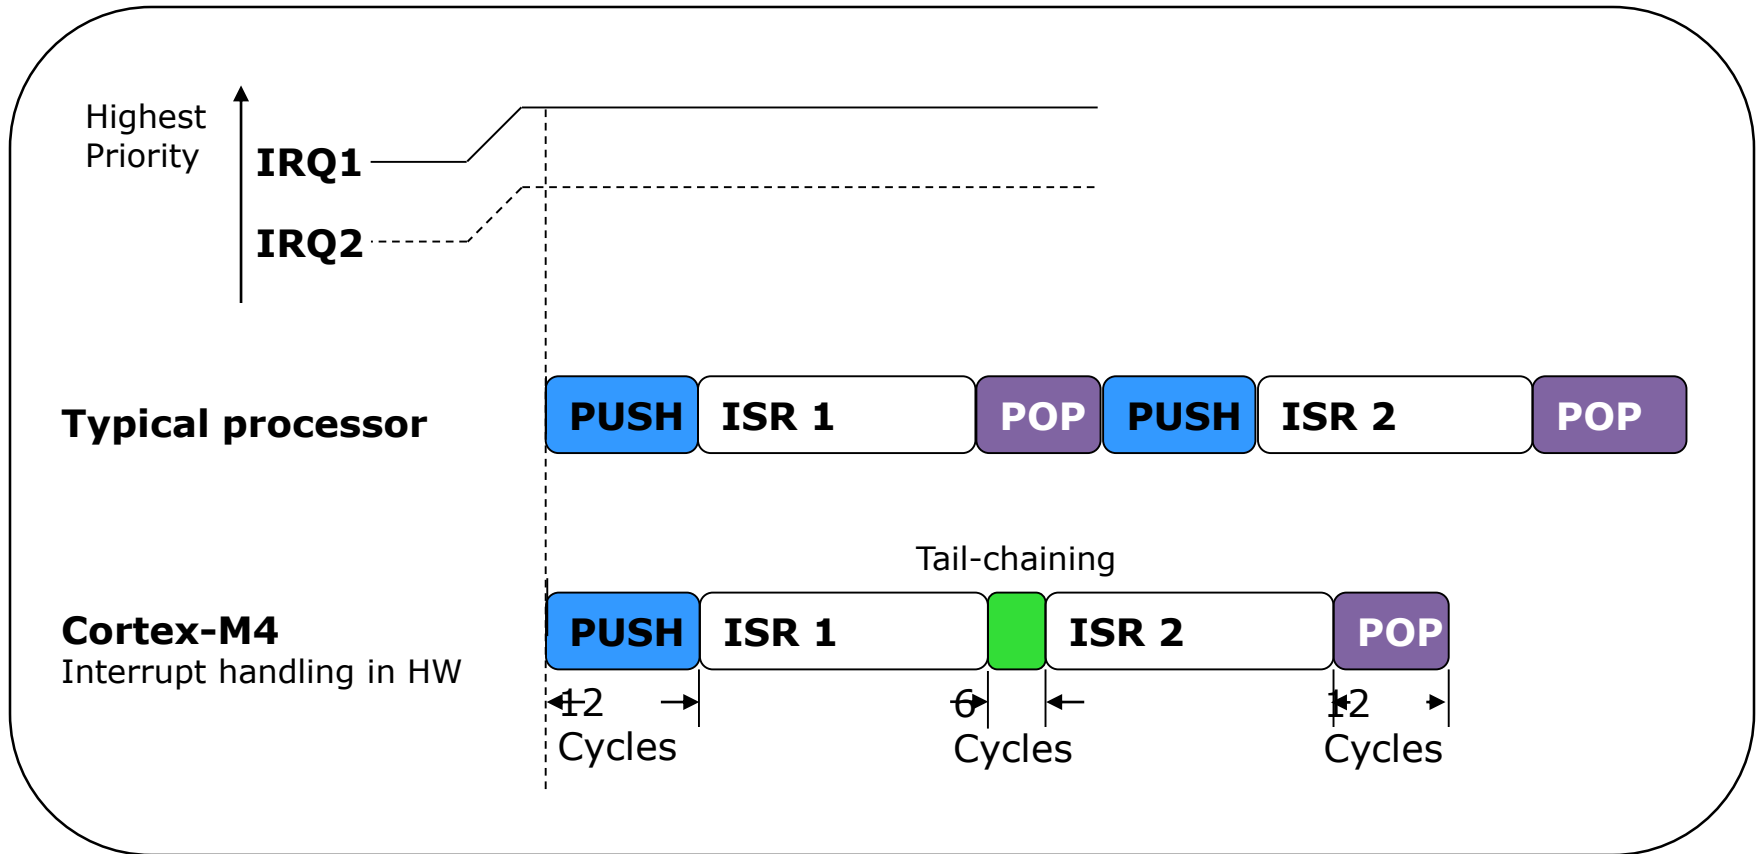 Highest
Priority
IRQ1
IRQ2
Typical processor
PUSH ISR 1 POP PUSH ISR 2 POP
Tail-chaining
Cortex-M4
Interrupt handling in HW
PUSH ISR 1 ISR 2 POP
12 6 12
Cycles Cycles Cycles